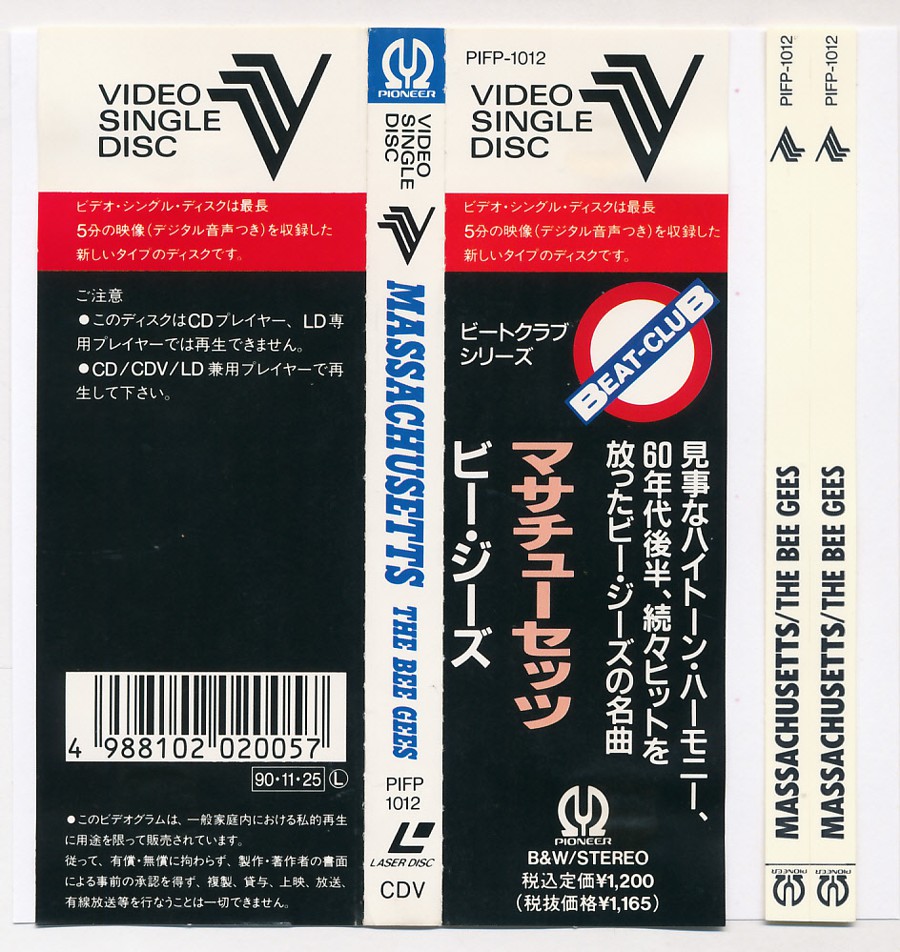 VIDEO
SINGLE
DISC
ビデオ・シングル・ディスクは最長
5分の映像(デジタル音声つき)を収録した
新しいタイプのディスクです。
ご注意
●このディスクはCDプレイヤー、LD専
用プレイヤーでは再生できません。
●CD/CDV/LD兼用プレイヤーで再
生して下さい。
4 988102 020057
90・11・25 L
●このビデオグラムは、一般家庭内における私的再生
に用途を限って販売されています。
従って、有償・無償に拘わらず、製作・著作者の書面
による事前の承認を得ず、複製、貸与、上映、放送、
有線放送等を行なうことは一切できません。
PIONEER
VIDEO
SINGLE
DISC
MASSACHUSETTS THE BEE GEES
PIFP
1012
LASER DISC
CDV
PIFP-1012
VIDEO
SINGLE
DISC
ビデオ・シングル・ディスクは最長
5分の映像(デジタル音声つき)を収録した
新しいタイプのディスクです。
ビートクラブ
シリーズ
BEAT-CLUB
見事なハイトーン・ハーモニー、
60年代後半、続々ヒットを
放ったビー・ジーズの名曲
マサチューセッツ
ビー・ジーズ
PIONEER
B&W/STEREO
税込定価¥1,200
(税抜価格¥1,165)
PIFP-1012
MASSACHUSETTS/THE BEE GEES
PIONEER
PIFP-1012
MASSACHUSETTS/THE BEE GEES
PIONEER